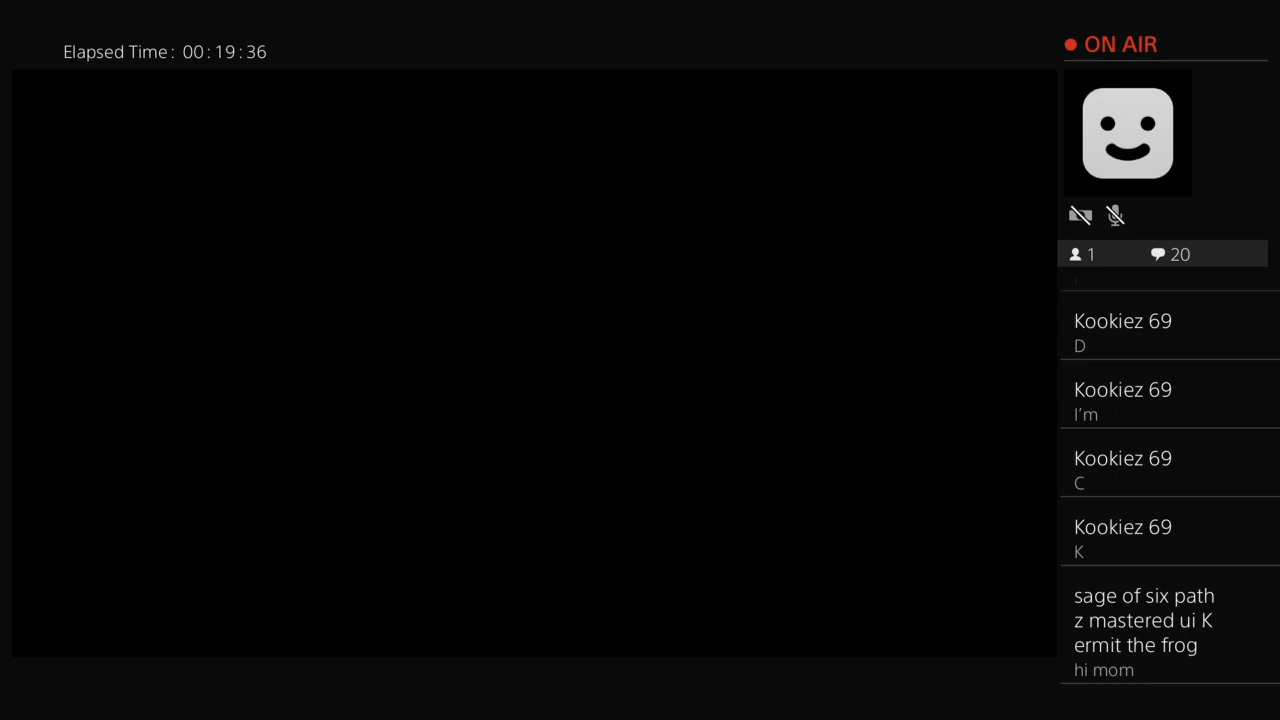 Elapsed Time: 00:19:36
ON AIR
1 20
Kookiez 69
D
Kookiez 69
I'm
Kookiez 69
C
Kookiez 69
K
sage of six path
z mastered ui K
ermit the frog
hi mom